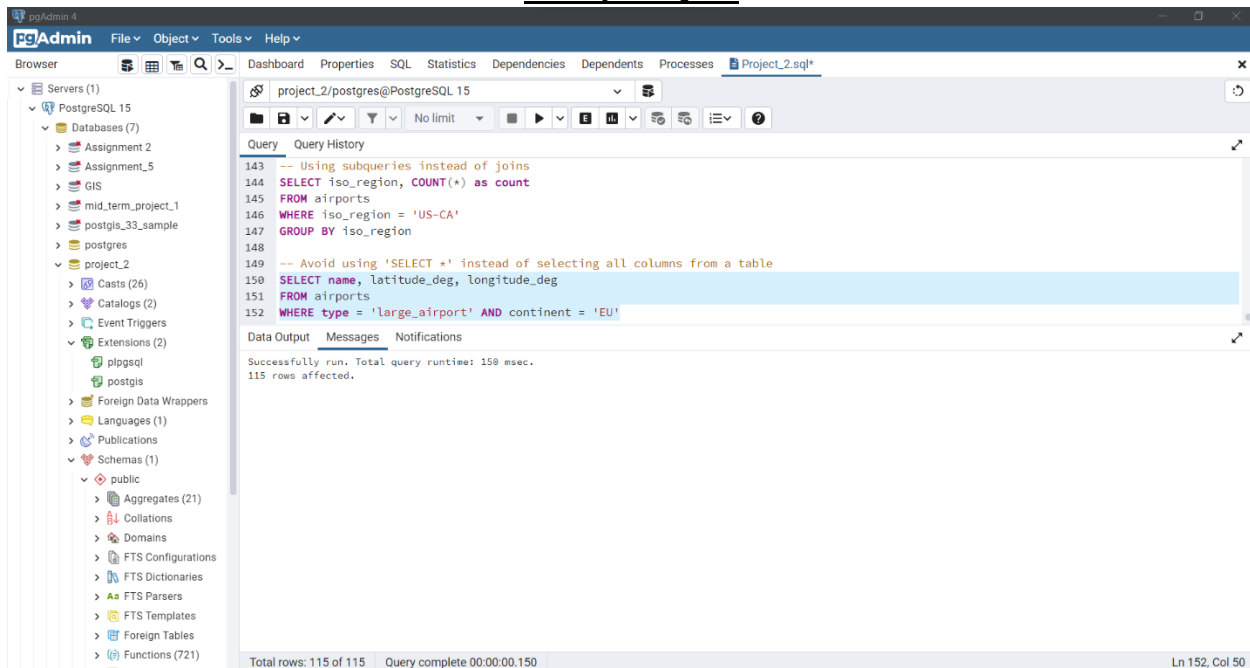 pgAdmin 4
pgAdmin File Object Tools Help
Browser
Dashboard Properties SQL Statistics Dependencies Dependents Processes Project_2.sql*
Servers (1)
PostgreSQL 15
Databases (7)
Assignment 2
Assignment_5
GIS
mid_term_project_1
postgis_33_sample
postgres
project_2
Casts (26)
Catalogs (2)
Event Triggers
Extensions (2)
plpgsql
postgis
Foreign Data Wrappers
Languages (1)
Publications
Schemas (1)
public
Aggregates (21)
Collations
Domains
FTS Configurations
FTS Dictionaries
Aa FTS Parsers
FTS Templates
Foreign Tables
Functions (721)
project_2/postgres@PostgreSQL 15
No limit
E
Query Query History
143 -- Using subqueries instead of joins
144 SELECT iso_region, COUNT(*) as count
145 FROM airports
146 WHERE iso_region = 'US-CA'
147 GROUP BY iso_region
148
149 -- Avoid using 'SELECT *' instead of selecting all columns from a table
150 SELECT name, latitude_deg, longitude_deg
151 FROM airports
152 WHERE type = 'large_airport' AND continent = 'EU'
Data Output Messages Notifications
Successfully run. Total query runtime: 150 msec.
115 rows affected.
Total rows: 115 of 115 Query complete 00:00:00.150 Ln 152, Col 50